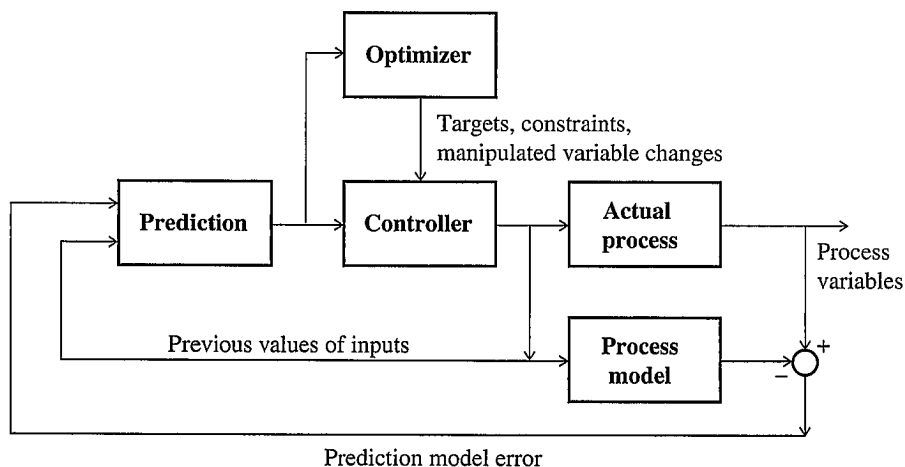 Optimizer
Targets, constraints,
manipulated variable changes
Prediction
Controller
Actual
process
Process
variables
Previous values of inputs
Process
model
+
−
Prediction model error